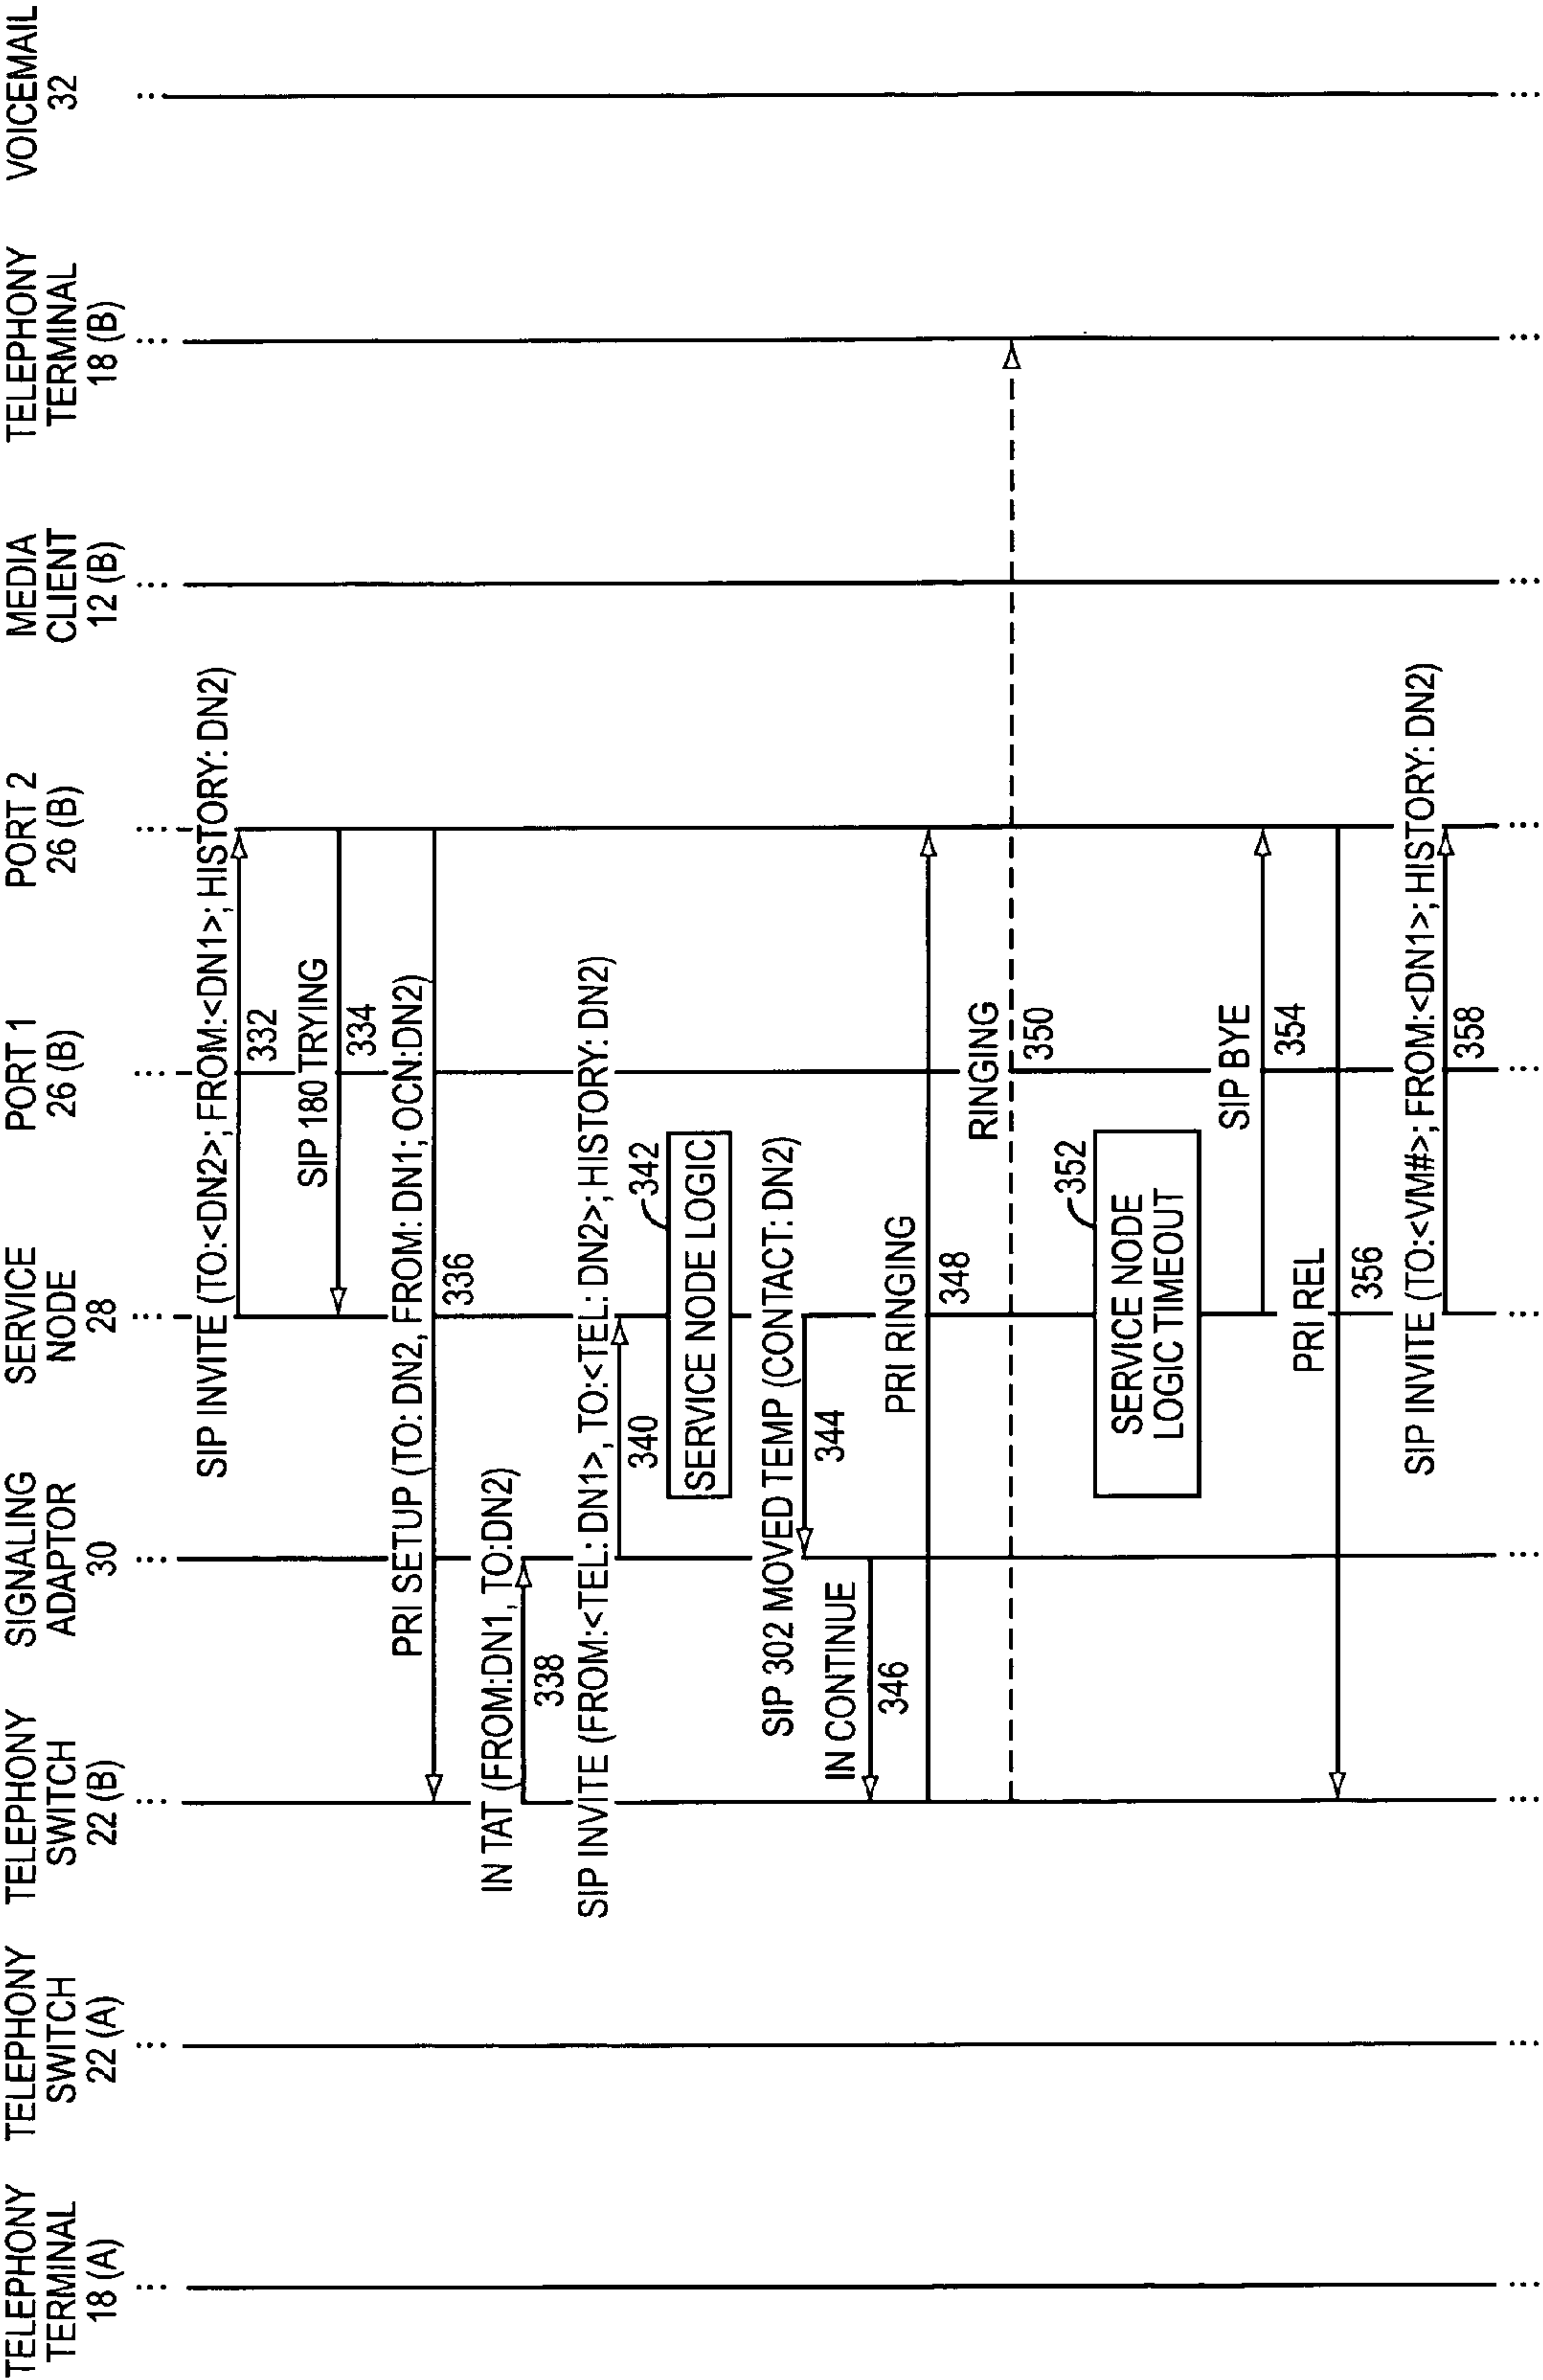 TELEPHONY
TERMINAL
18 (A)
TELEPHONY
SWITCH
22 (A)
TELEPHONY
SWITCH
22 (B)
SIGNALING
ADAPTOR
30
SERVICE
NODE
28
PORT 1
26 (B)
PORT 2
26 (B)
MEDIA
CLIENT
12 (B)
TELEPHONY
TERMINAL
18 (B)
VOICEMAIL
32
SIP INVITE (TO:<DN2>; FROM:<DN1>; HISTORY: DN2)
332
SIP 180 TRYING
334
PRI SETUP (TO: DN2, FROM: DN1; OCN:DN2)
336
IN TAT (FROM:DN1, TO:DN2)
338
SIP INVITE (FROM:<TEL: DN1>, TO:<TEL: DN2>; HISTORY: DN2)
340
342
SERVICE NODE LOGIC
SIP 302 MOVED TEMP (CONTACT: DN2)
344
IN CONTINUE
346
PRI RINGING
348
RINGING
350
352
SERVICE NODE
LOGIC TIMEOUT
SIP BYE
354
PRI REL
356
SIP INVITE (TO:<VM#>; FROM:<DN1>; HISTORY: DN2)
358